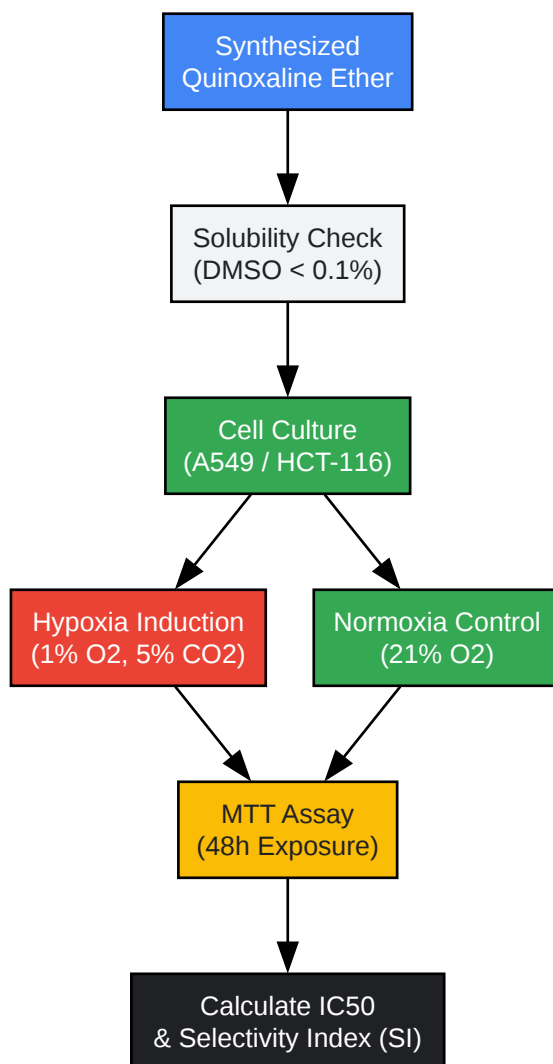 Synthesized
Quinoxaline Ether
Solubility Check
(DMSO < 0.1%)
Cell Culture
(A549 / HCT-116)
Hypoxia Induction
(1% O2, 5% CO2)
Normoxia Control
(21% O2)
MTT Assay
(48h Exposure)
Calculate IC50
& Selectivity Index (SI)